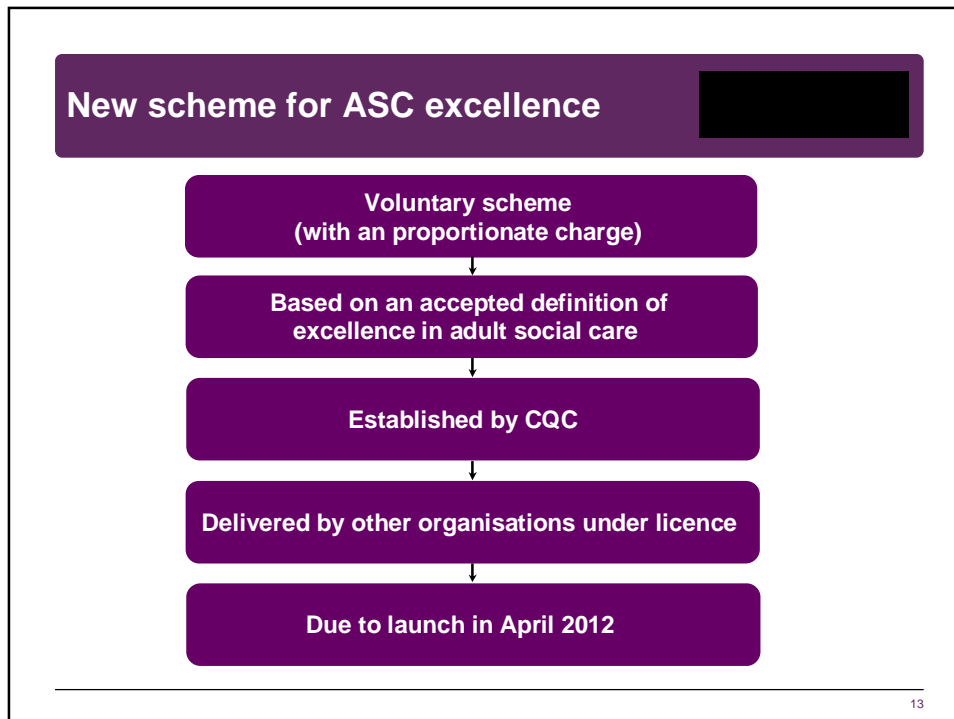 New scheme for ASC excellence
Voluntary scheme
(with an proportionate charge)
Based on an accepted definition of
excellence in adult social care
Established by CQC
Delivered by other organisations under licence
Due to launch in April 2012
13